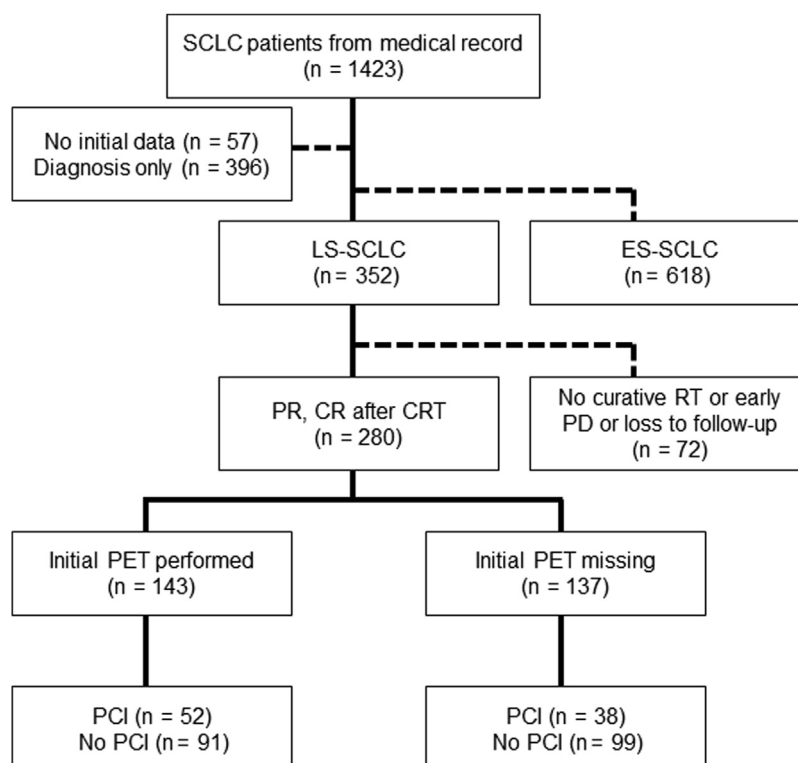 SCLC patients from medical record
(n = 1423)
No initial data (n = 57)
Diagnosis only (n = 396)
LS-SCLC
(n = 352)
ES-SCLC
(n = 618)
PR, CR after CRT
(n = 280)
No curative RT or early
PD or loss to follow-up
(n = 72)
Initial PET performed
(n = 143)
Initial PET missing
(n = 137)
PCI (n = 52)
No PCI (n = 91)
PCI (n = 38)
No PCI (n = 99)